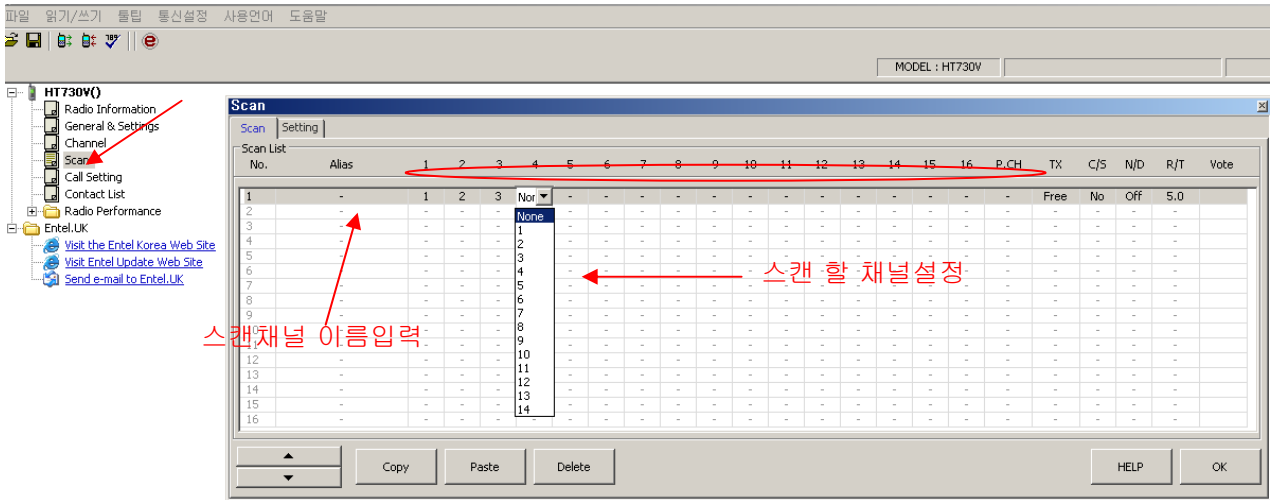 파일 읽기/쓰기 툴팁 통신설정 사용언어 도움말
MODEL : HT730V
HT730V()
Radio Information
General & Settings
Channel
Scan
Call Setting
Contact List
Radio Performance
Entel.UK
Visit the Entel Korea Web Site
Visit Entel Update Web Site
Send e-mail to Entel.UK
Scan
Scan Setting
Scan List
No. Alias 1 2 3 4 5 6 7 8 9 10 11 12 13 14 15 16 P.CH TX C/S N/D R/T Vote
1 - 1 2 3 Nor - - - - - - - - - - - - - Free No Off 5.0
2 - - - - - - - - - - - - - - - - - - - - -
3 - - - - - - - - - - - - - - - - - - - - -
4 - - - - - - - - - - - - - - - - - - - - -
5 - - - - - - - - - - - - - - - - - - - - -
6 - - - - - - - - - - - - - - - - - - - - -
7 - - - - - - - - - - - - - - - - - - - - -
8 - - - - - - - - - - - - - - - - - - - - -
9 - - - - - - - - - - - - - - - - - - - - -
10 - - - - - - - - - - - - - - - - - - - - -
11 - - - - - - - - - - - - - - - - - - - - -
12 - - - - - - - - - - - - - - - - - - - - -
13 - - - - - - - - - - - - - - - - - - - - -
14 - - - - - - - - - - - - - - - - - - - - -
15 - - - - - - - - - - - - - - - - - - - - -
16 - - - - - - - - - - - - - - - - - - - - -
None
1
2
3
4
5
6
7
8
9
10
11
12
13
14
스캔 할 채널설정
스캔채널 이름입력
Copy Paste Delete HELP OK